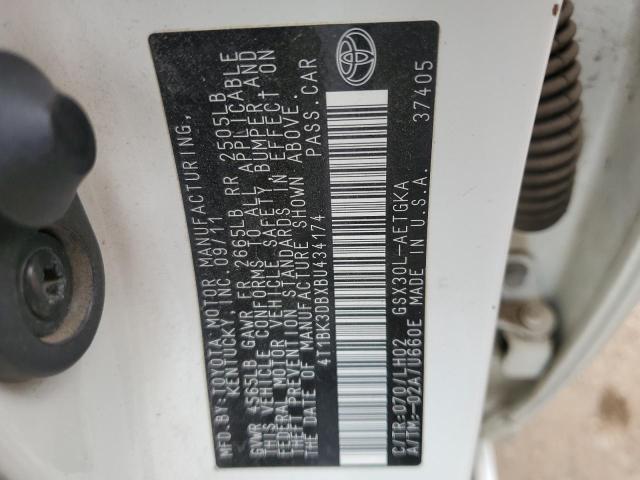 MFD.BY:TOYOTA MOTOR MANUFACTURING,
KENTUCKY, INC. 09/11
GVWR 4565LB GAWR FR 2665LB RR 2505LB
THIS VEHICLE CONFORMS TO ALL APPLICABLE
FEDERAL MOTOR VEHICLE SAFETY, BUMPER, AND
THEFT PREVENTION STANDARDS IN EFFECT ON
THE DATE OF MANUFACTURE SHOWN ABOVE.
4T1BK3DBXBU434174 PASS.CAR
C/TR:070/LH02 GSX30L-AETGKA
A/TM:-02A/U660E MADE IN U.S.A.
37405